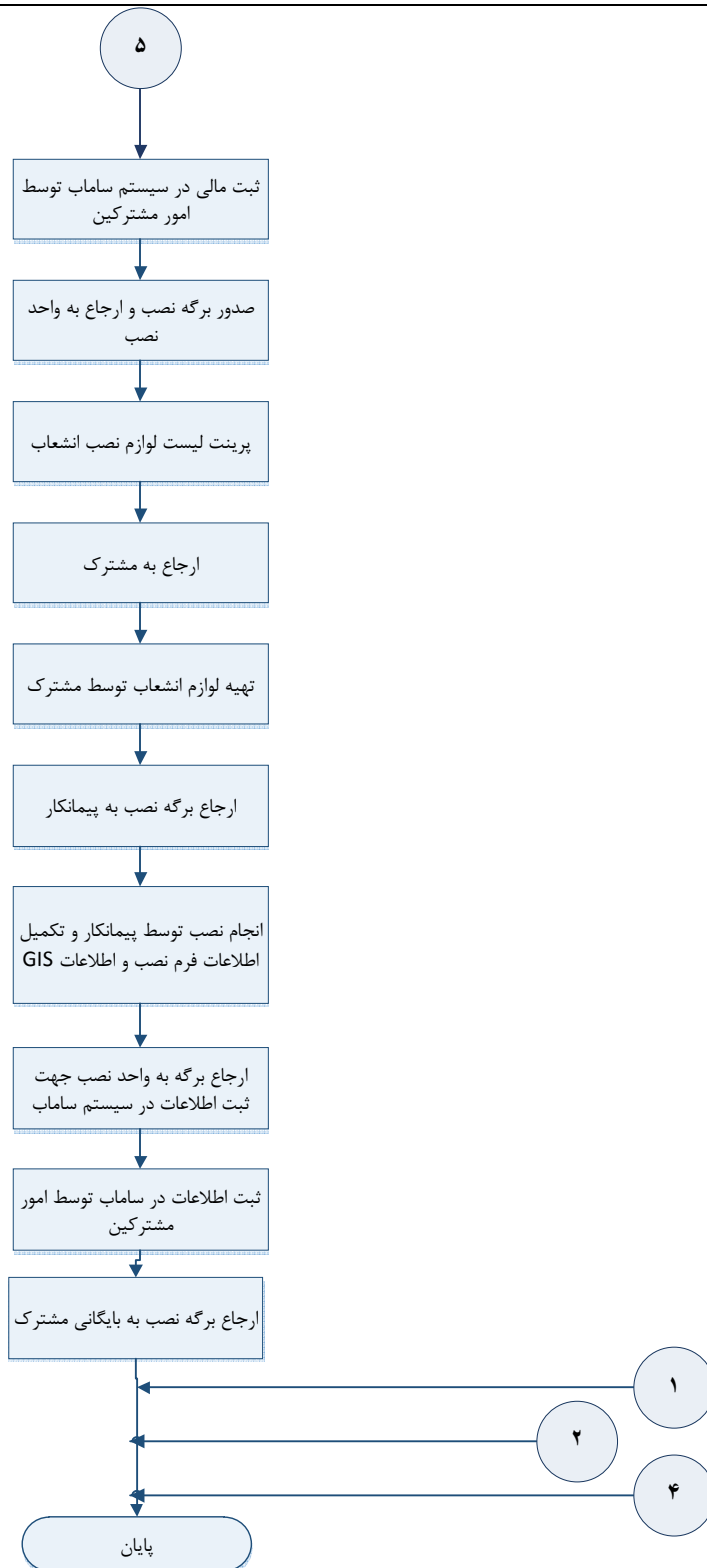 ۵
ثبت مالی در سیستم ساماب توسط
امور مشترکین
صدور برگه نصب و ارجاع به واحد
نصب
پرینت لیست لوازم نصب انشعاب
ارجاع به مشترک
تهیه لوازم انشعاب توسط مشترک
ارجاع برگه نصب به پیمانکار
انجام نصب توسط پیمانکار و تکمیل
اطلاعات فرم نصب و اطلاعات GIS
ارجاع برگه به واحد نصب جهت
ثبت اطلاعات در سیستم ساماب
ثبت اطلاعات در ساماب توسط امور
مشترکین
ارجاع برگه نصب به بایگانی مشترک
۱
۲
۴
پایان